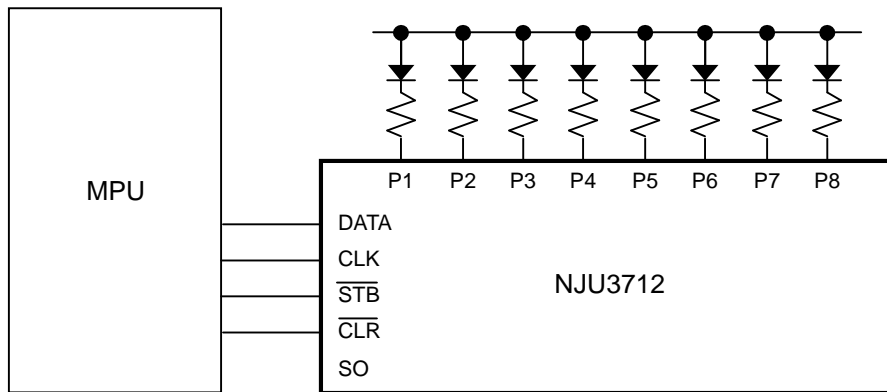 P1 P2 P3 P4 P5 P6 P7 P8
MPU
DATA
CLK
STB
CLR
SO
NJU3712